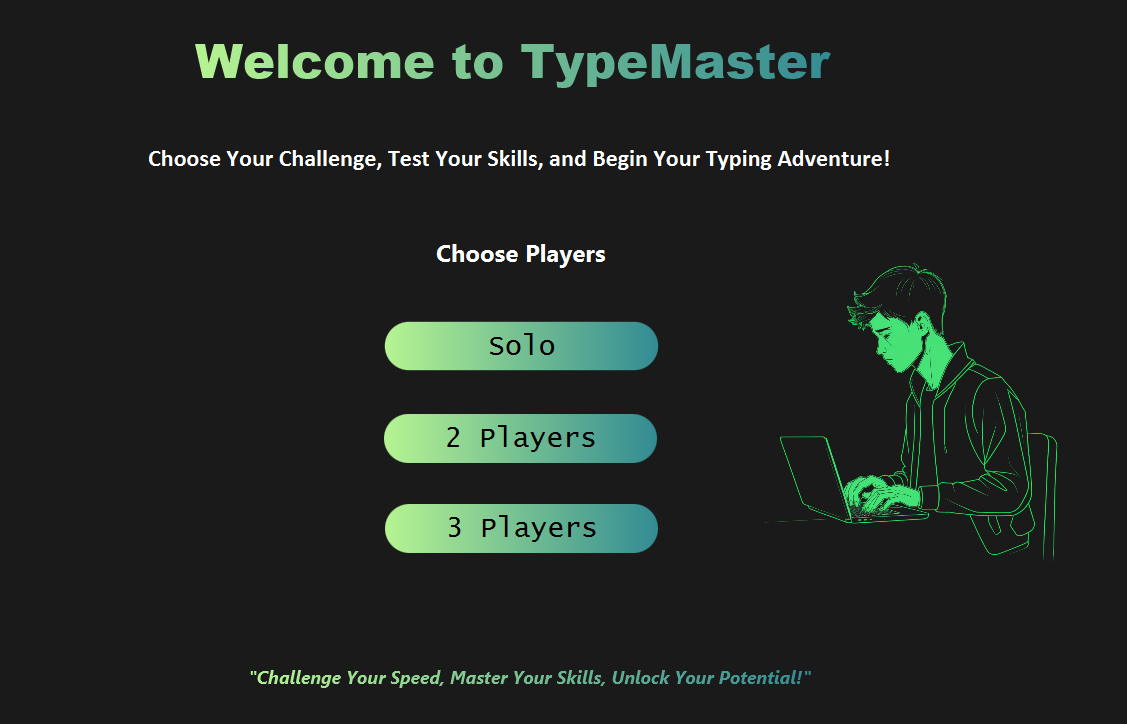 Welcome to TypeMaster
Choose Your Challenge, Test Your Skills, and Begin Your Typing Adventure!
Choose Players
Solo
2 Players
3 Players
"Challenge Your Speed, Master Your Skills, Unlock Your Potential!"